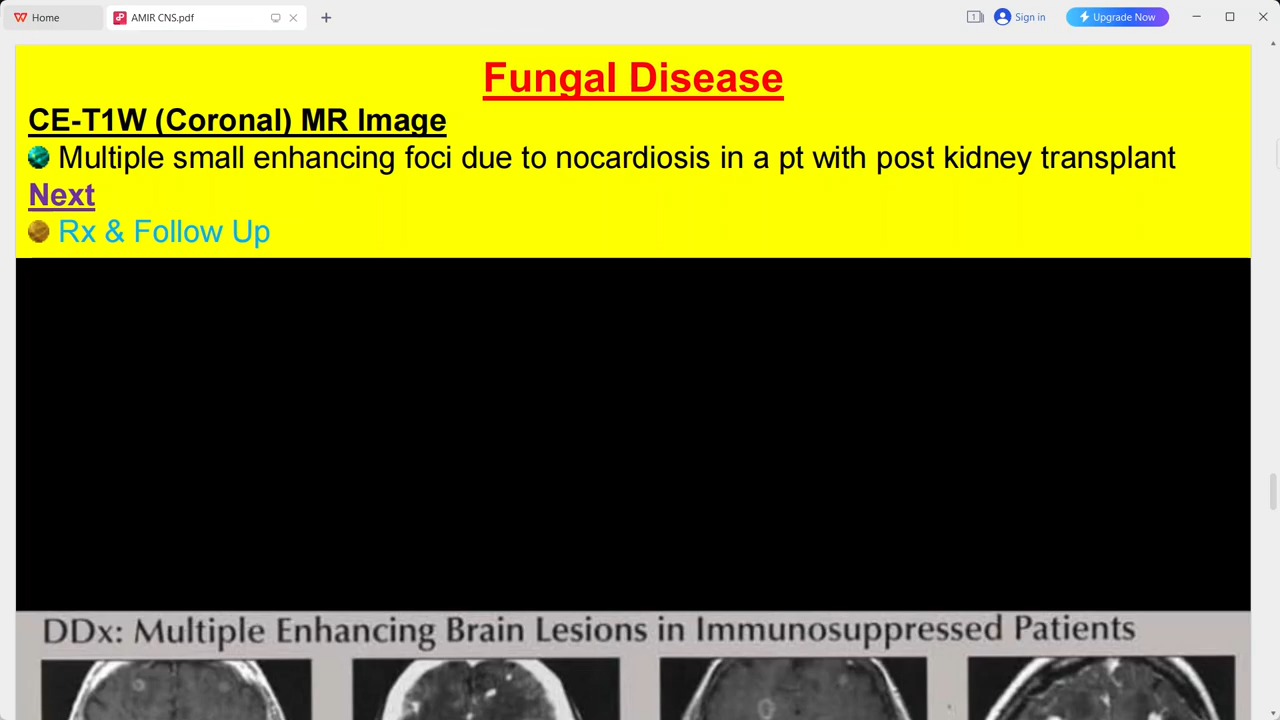 Home
AMIR CNS.pdf
1
Sign in
Upgrade Now
Fungal Disease
CE-T1W (Coronal) MR Image
Multiple small enhancing foci due to nocardiosis in a pt with post kidney transplant
Next
Rx & Follow Up
DDx: Multiple Enhancing Brain Lesions in Immunosuppressed Patients